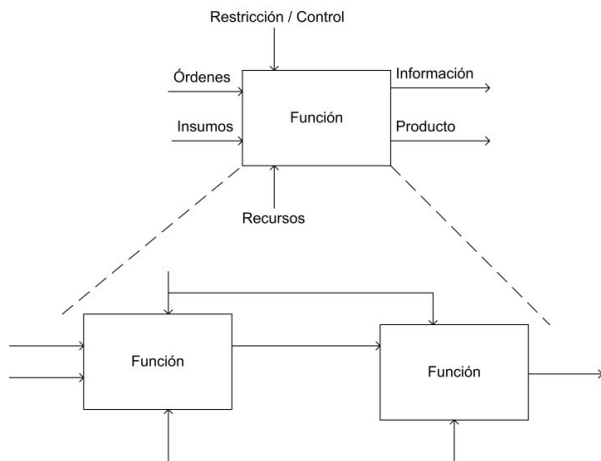 Restricción / Control
Órdenes
Información
Función
Insumos
Producto
Recursos
Función
Función